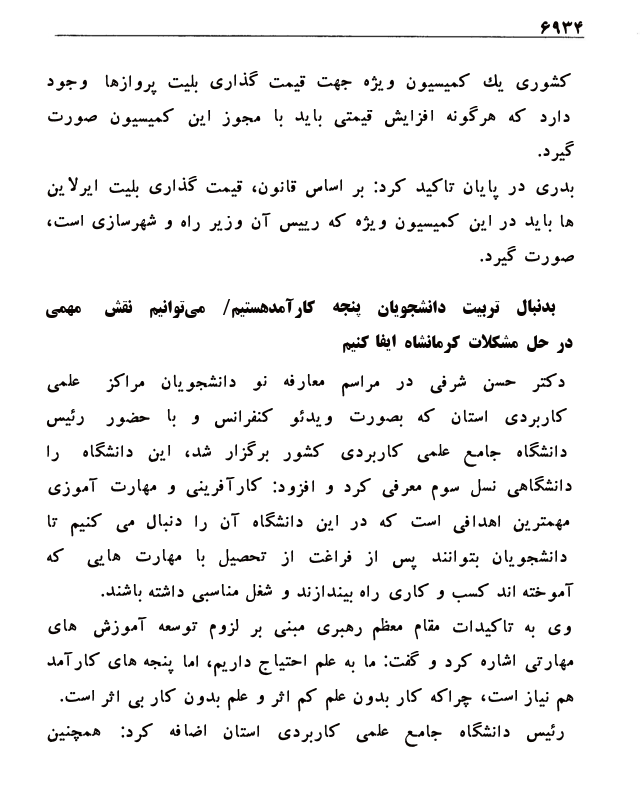 ۶۹۳۴
کشوری یك کمیسیون ویژه جهت قیمت گذاری بلیت پروازها وجود
دارد که هرگونه افزایش قیمتی باید با مجوز این کمیسیون صورت
گیرد.
بدری در پایان تاکید کرد: بر اساس قانون، قیمت گذاری بلیت ایرلاین
ها باید در این کمیسیون ویژه که رییس آن وزیر راه و شهرسازی است،
صورت گیرد.
بدنبال تربیت دانشجویان پنجه کارآمدهستیم/ می‌توانیم نقش مهمی
در حل مشکلات کرمانشاه ایفا کنیم
دکتر حسن شرفی در مراسم معارفه نو دانشجویان مراکز علمی
کاربردی استان که بصورت ویدئو کنفرانس و با حضور رئیس
دانشگاه جامع علمی کاربردی کشور برگزار شد، این دانشگاه را
دانشگاهی نسل سوم معرفی کرد و افزود: کارآفرینی و مهارت آموزی
مهمترین اهدافی است که در این دانشگاه آن را دنبال می کنیم تا
دانشجویان بتوانند پس از فراغت از تحصیل با مهارت هایی که
آموخته اند کسب و کاری راه بیندازند و شغل مناسبی داشته باشند.
وی به تاکیدات مقام معظم رهبری مبنی بر لزوم توسعه آموزش های
مهارتی اشاره کرد و گفت: ما به علم احتیاج داریم، اما پنجه های کارآمد
هم نیاز است، چراکه کار بدون علم کم اثر و علم بدون کار بی اثر است.
رئیس دانشگاه جامع علمی کاربردی استان اضافه کرد: همچنین